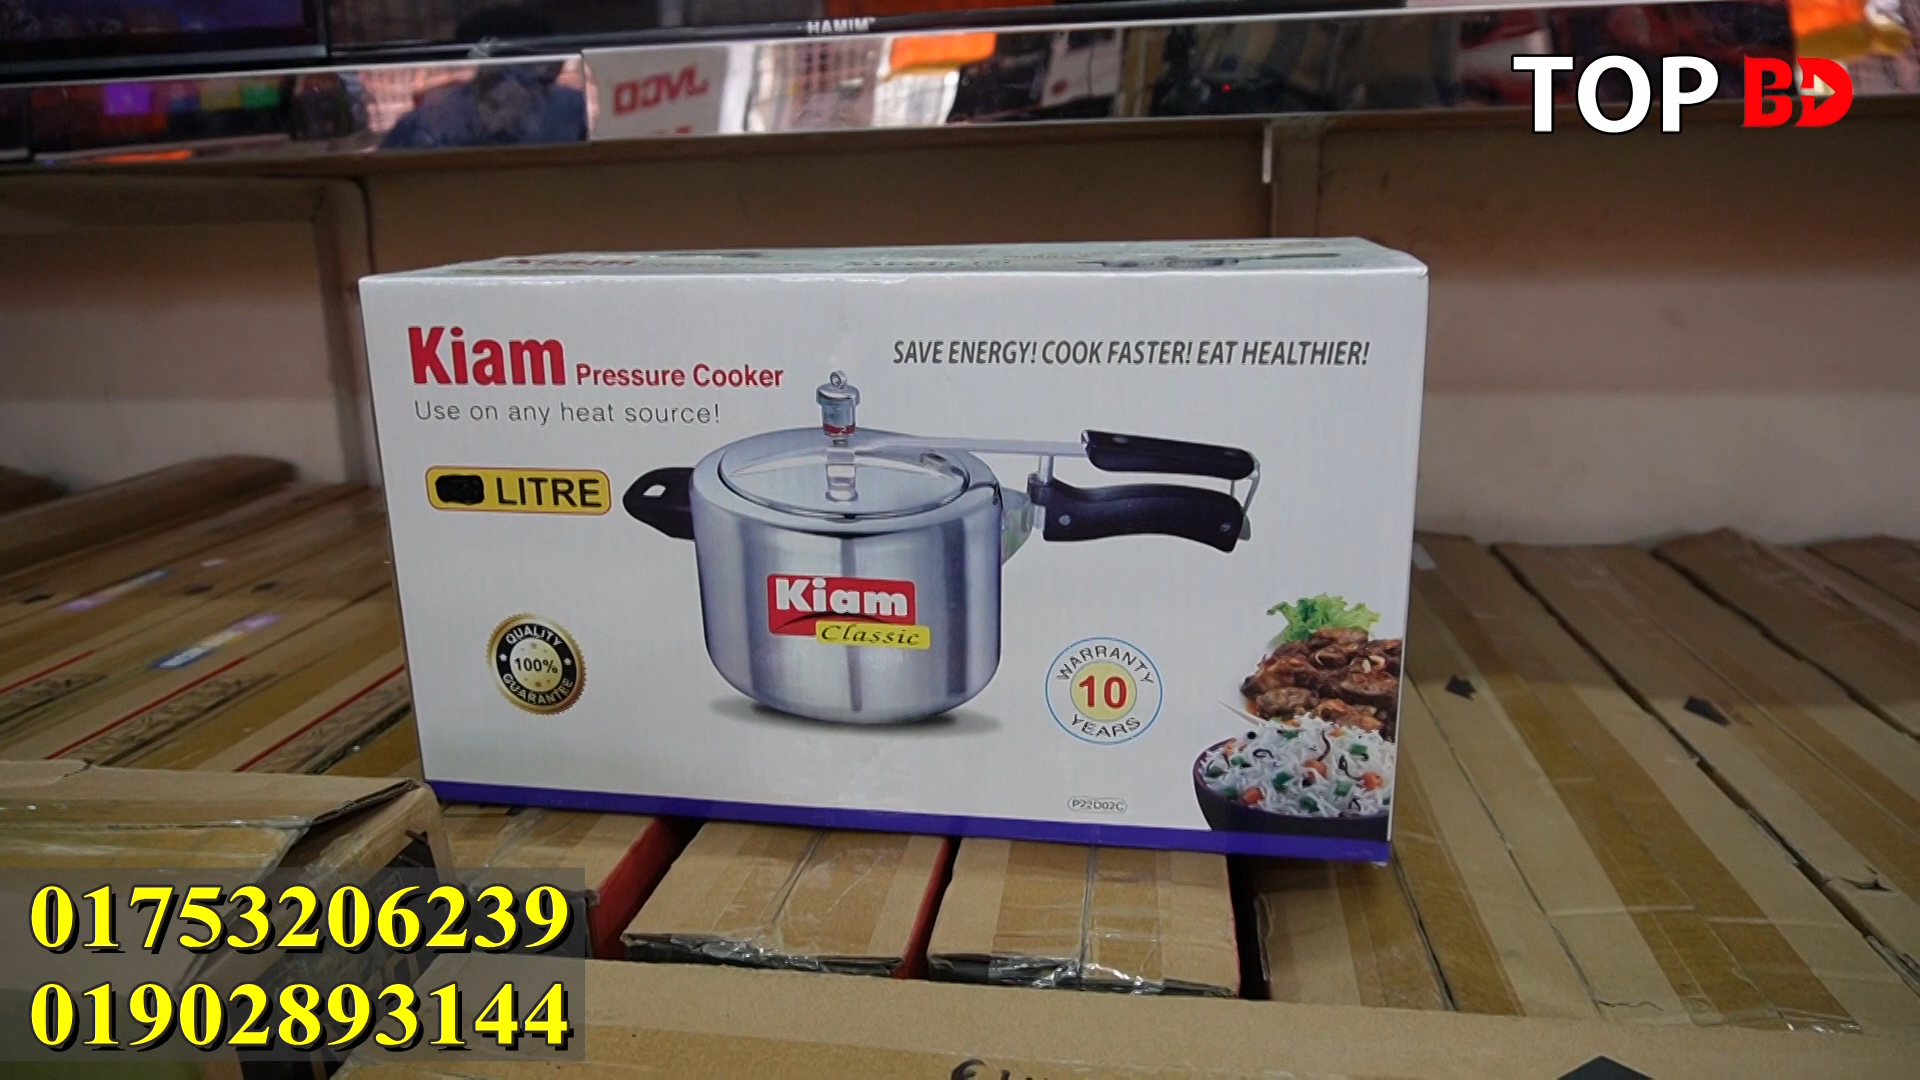 HAMIM
TOP BD
Kiam Pressure Cooker
Use on any heat source!
SAVE ENERGY! COOK FASTER! EAT HEALTHIER!
LITRE
Kiam
Classic
QUALITY
100%
GUARANTEE
WARRANTY
10
YEARS
P22D02C
01753206239
01902893144